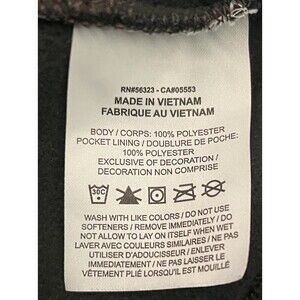 RN#56323 - CA#05553
MADE IN VIETNAM
FABRIQUE AU VIETNAM
BODY / CORPS: 100% POLYESTER
POCKET LINING / DOUBLURE DE POCHE:
100% POLYESTER
EXCLUSIVE OF DECORATION /
DECORATION NON COMPRISE
30C
WASH WITH LIKE COLORS / DO NOT USE
SOFTENERS / REMOVE IMMEDIATELY / DO
NOT ALLOW TO LAY ON ITSELF WHEN WET
LAVER AVEC COULEURS SIMILAIRES / NE PAS
UTILISER D'ADOUCISSEUR / ENLEVER
IMMEDIATEMENT / NE PAS LAISSER LE
VÊTEMENT PLIÉ LORSQU'IL EST MOUILLÉ